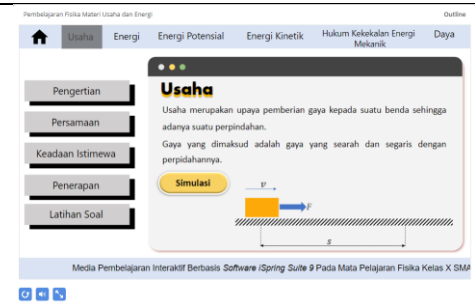 Pembelajaran Fisika Materi Usaha dan Energi
Outline
Usaha
Energi
Energi Potensial
Energi Kinetik
Hukum Kekekalan Energi
Mekanik
Daya
Pengertian
Persamaan
Keadaan Istimewa
Penerapan
Latihan Soal
Usaha
Usaha merupakan upaya pemberian gaya kepada suatu benda sehingga
adanya suatu perpindahan.
Gaya yang dimaksud adalah gaya yang searah dan segaris dengan
perpidahannya.
Simulasi
v
F
s
Media Pembelajaran Interaktif Berbasis Software iSpring Suite 9 Pada Mata Pelajaran Fisika Kelas X SMA